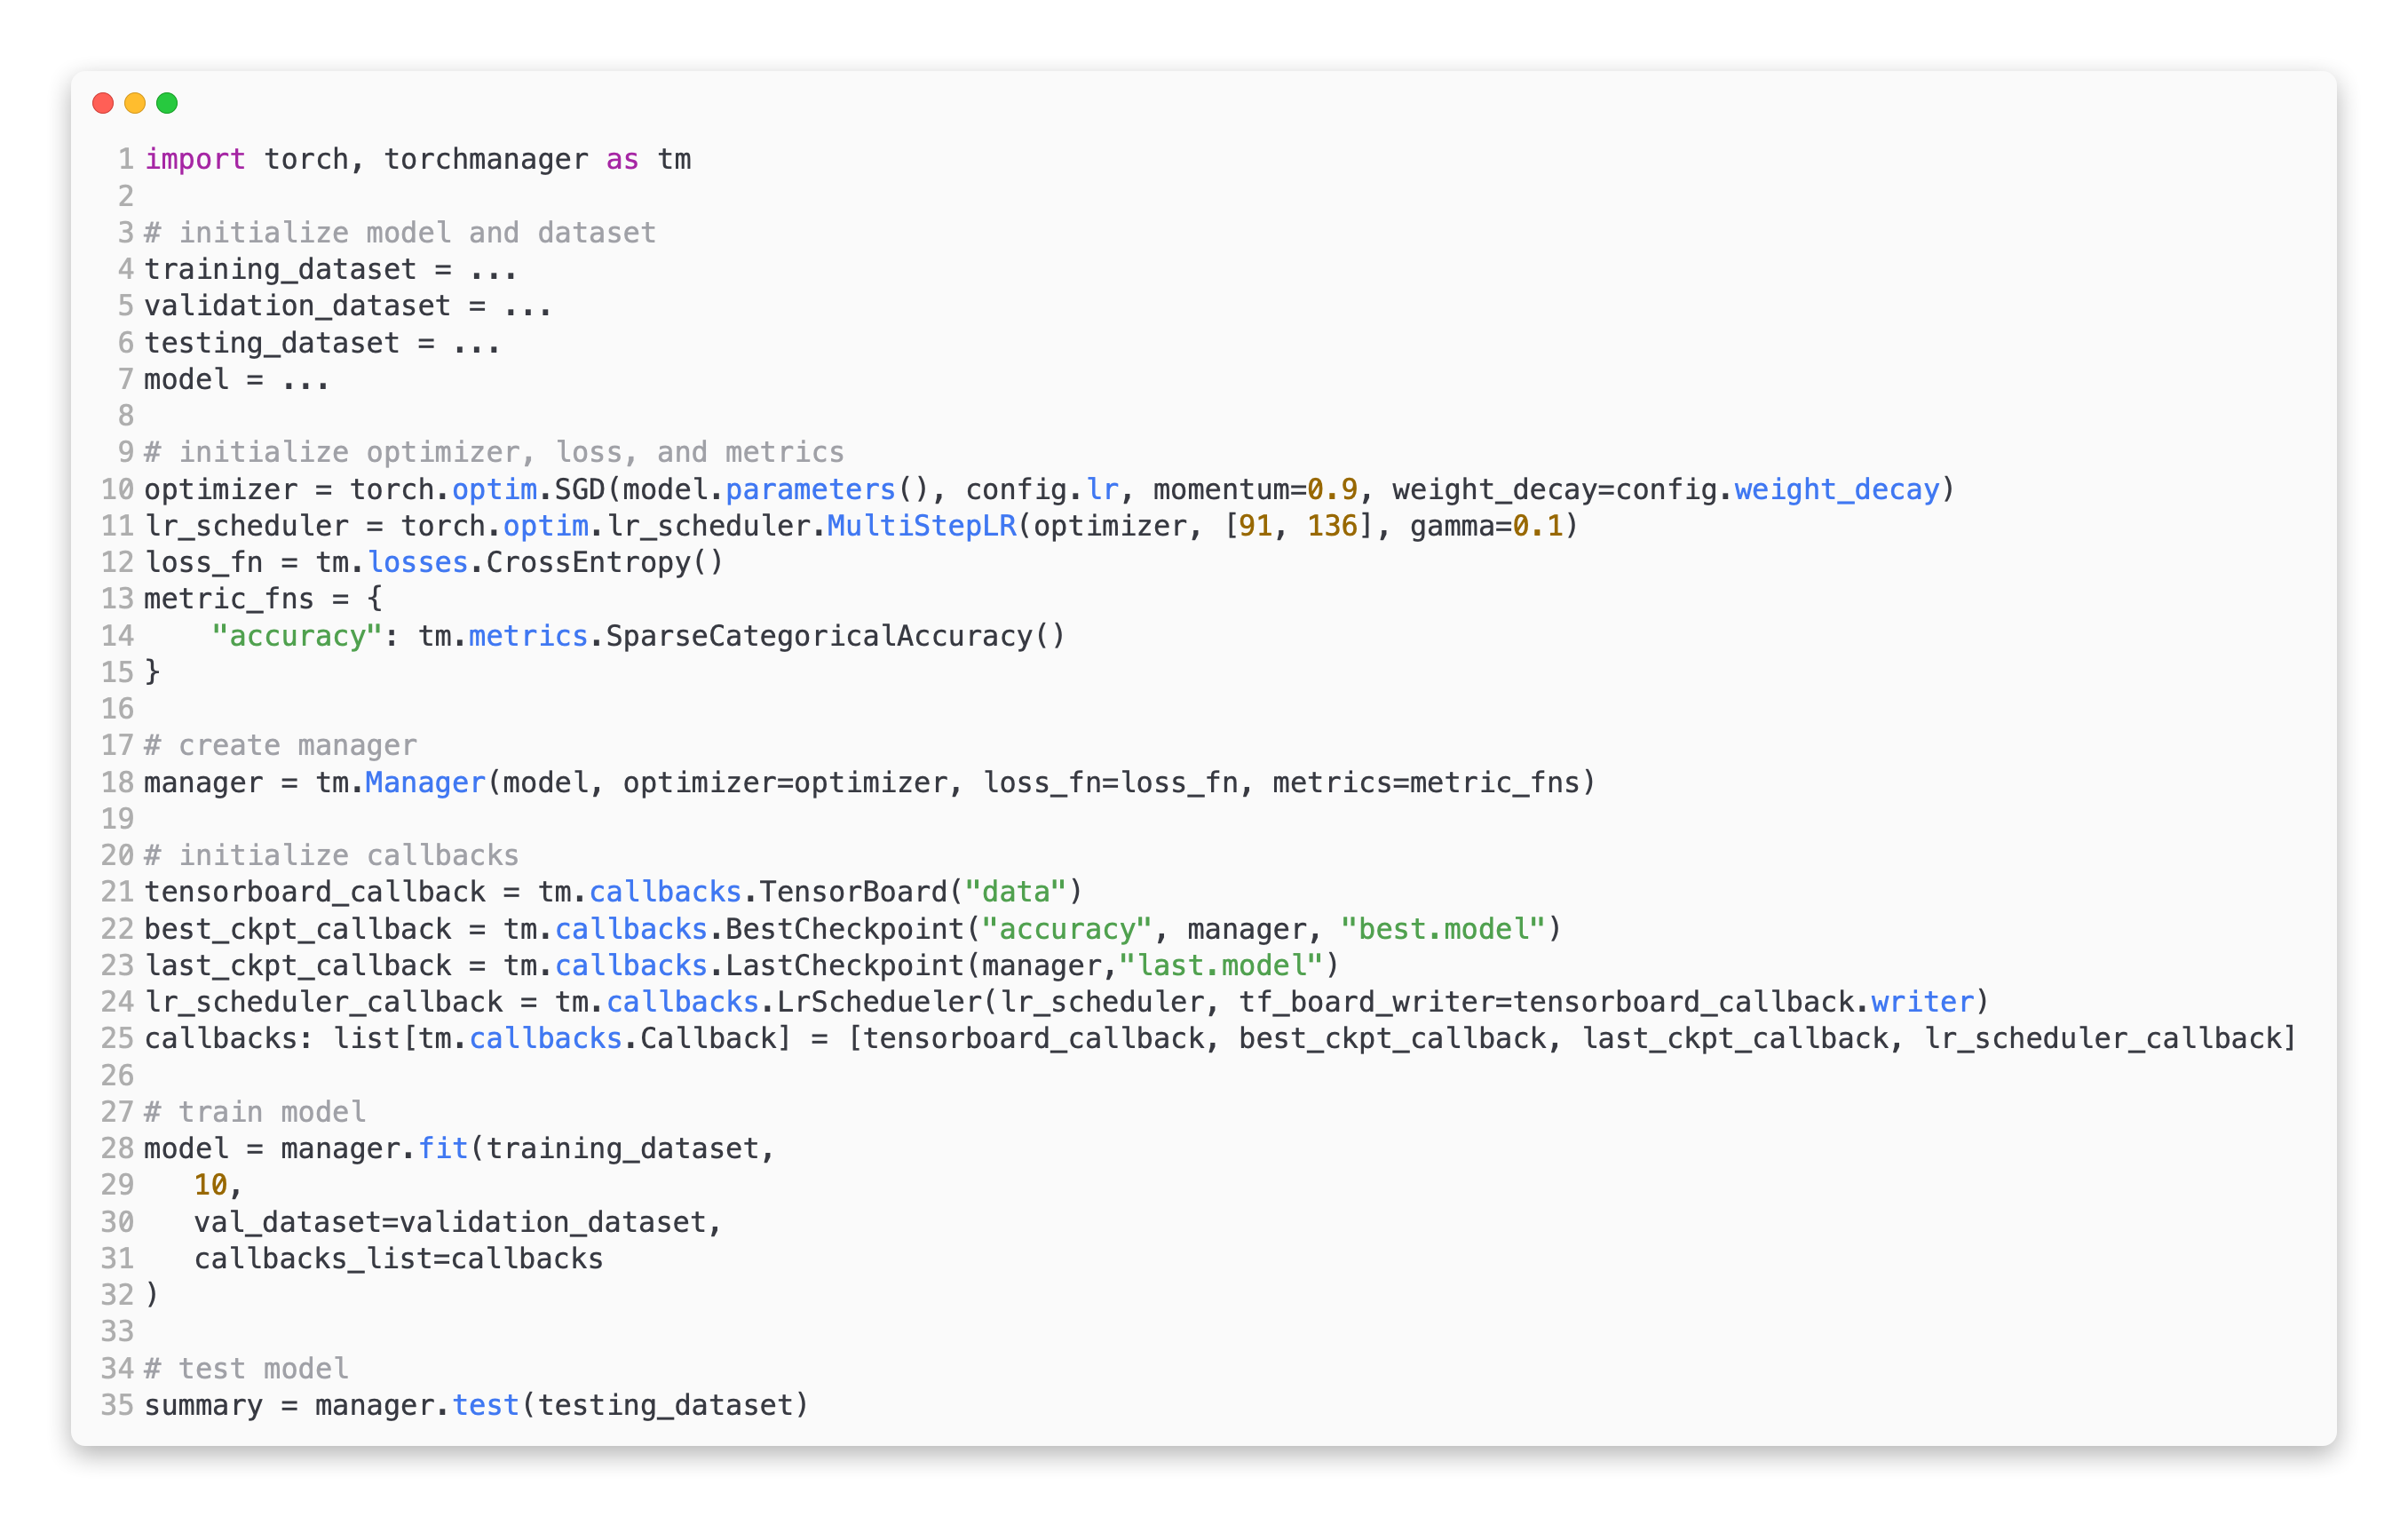 1 import torch, torchmanager as tm
2
3 # initialize model and dataset
4 training_dataset = ...
5 validation_dataset = ...
6 testing_dataset = ...
7 model = ...
8
9 # initialize optimizer, loss, and metrics
10 optimizer = torch.optim.SGD(model.parameters(), config.lr, momentum=0.9, weight_decay=config.weight_decay)
11 lr_scheduler = torch.optim.lr_scheduler.MultiStepLR(optimizer, [91, 136], gamma=0.1)
12 loss_fn = tm.losses.CrossEntropy()
13 metric_fns = {
14     "accuracy": tm.metrics.SparseCategoricalAccuracy()
15 }
16
17 # create manager
18 manager = tm.Manager(model, optimizer=optimizer, loss_fn=loss_fn, metrics=metric_fns)
19
20 # initialize callbacks
21 tensorboard_callback = tm.callbacks.TensorBoard("data")
22 best_ckpt_callback = tm.callbacks.BestCheckpoint("accuracy", manager, "best.model")
23 last_ckpt_callback = tm.callbacks.LastCheckpoint(manager,"last.model")
24 lr_scheduler_callback = tm.callbacks.LrSchedueler(lr_scheduler, tf_board_writer=tensorboard_callback.writer)
25 callbacks: list[tm.callbacks.Callback] = [tensorboard_callback, best_ckpt_callback, last_ckpt_callback, lr_scheduler_callback]
26
27 # train model
28 model = manager.fit(training_dataset,
29    10,
30    val_dataset=validation_dataset,
31    callbacks_list=callbacks
32 )
33
34 # test model
35 summary = manager.test(testing_dataset)